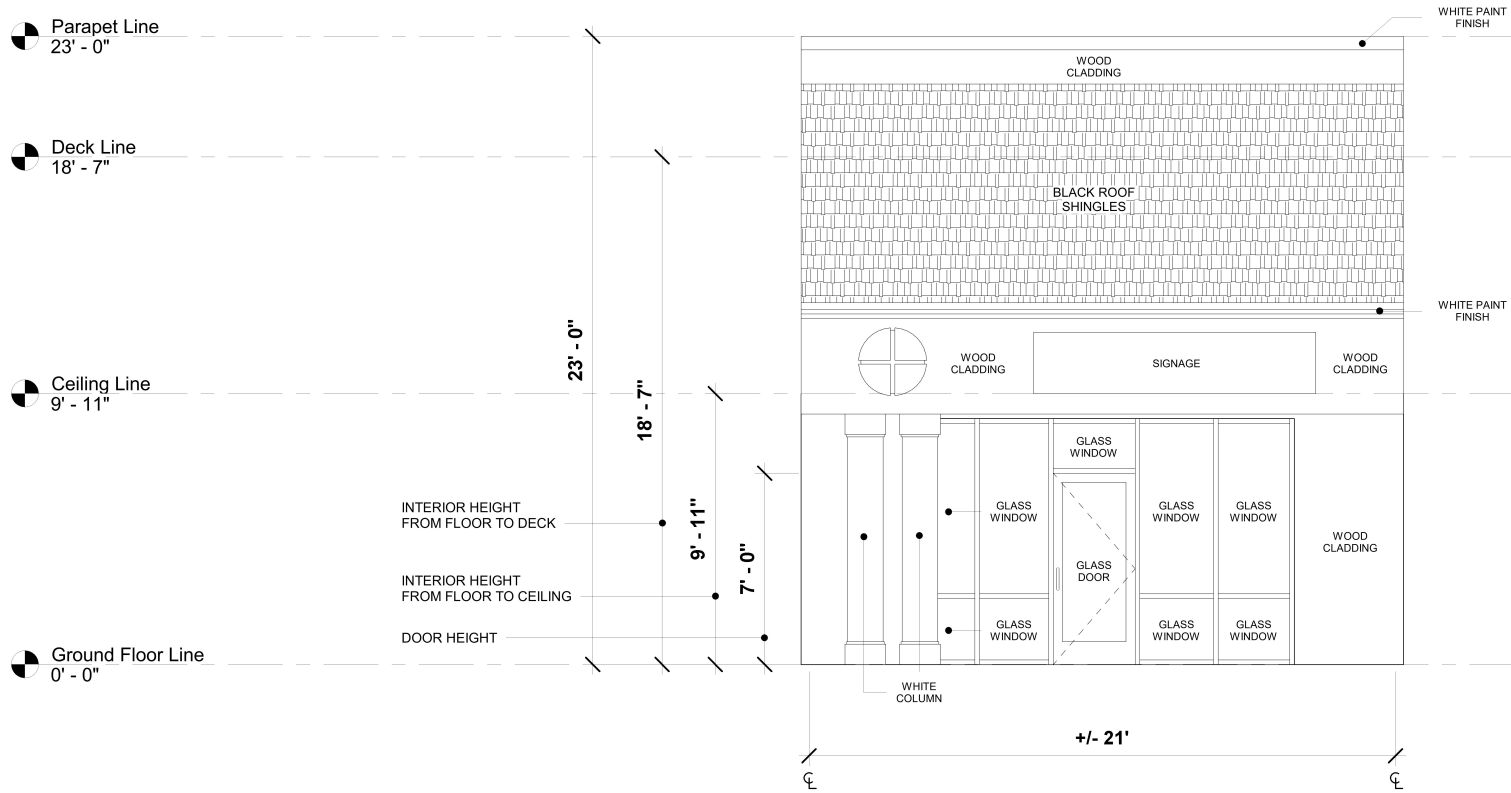 Parapet Line
23' - 0"
Deck Line
18' - 7"
Ceiling Line
9' - 11"
Ground Floor Line
0' - 0"
INTERIOR HEIGHT
FROM FLOOR TO DECK
INTERIOR HEIGHT
FROM FLOOR TO CEILING
DOOR HEIGHT
23' - 0"
18' - 7"
9' - 11"
7' - 0"
WHITE PAINT
FINISH
WOOD
CLADDING
BLACK ROOF
SHINGLES
WHITE PAINT
FINISH
WOOD
CLADDING
SIGNAGE
WOOD
CLADDING
GLASS
WINDOW
GLASS
WINDOW
GLASS
WINDOW
GLASS
WINDOW
WOOD
CLADDING
GLASS
DOOR
GLASS
WINDOW
GLASS
WINDOW
GLASS
WINDOW
WHITE
COLUMN
+/- 21'
℄
℄